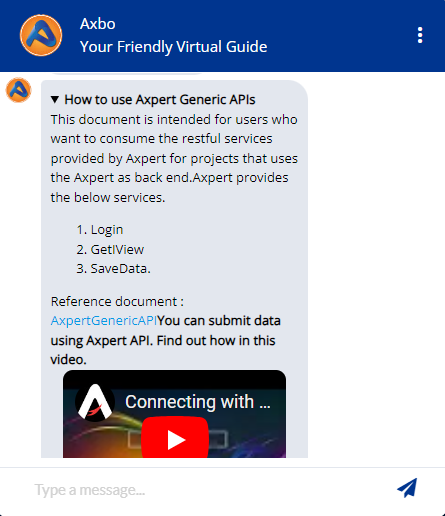 Axbo
Your Friendly Virtual Guide
▼ How to use Axpert Generic APIs
This document is intended for users who
want to consume the restful services
provided by Axpert for projects that uses
the Axpert as back end.Axpert provides
the below services.
1. Login
2. GetIView
3. SaveData.
Reference document :
AxpertGenericAPIYou can submit data
using Axpert API. Find out how in this
video.
Connecting with ...
Type a message...